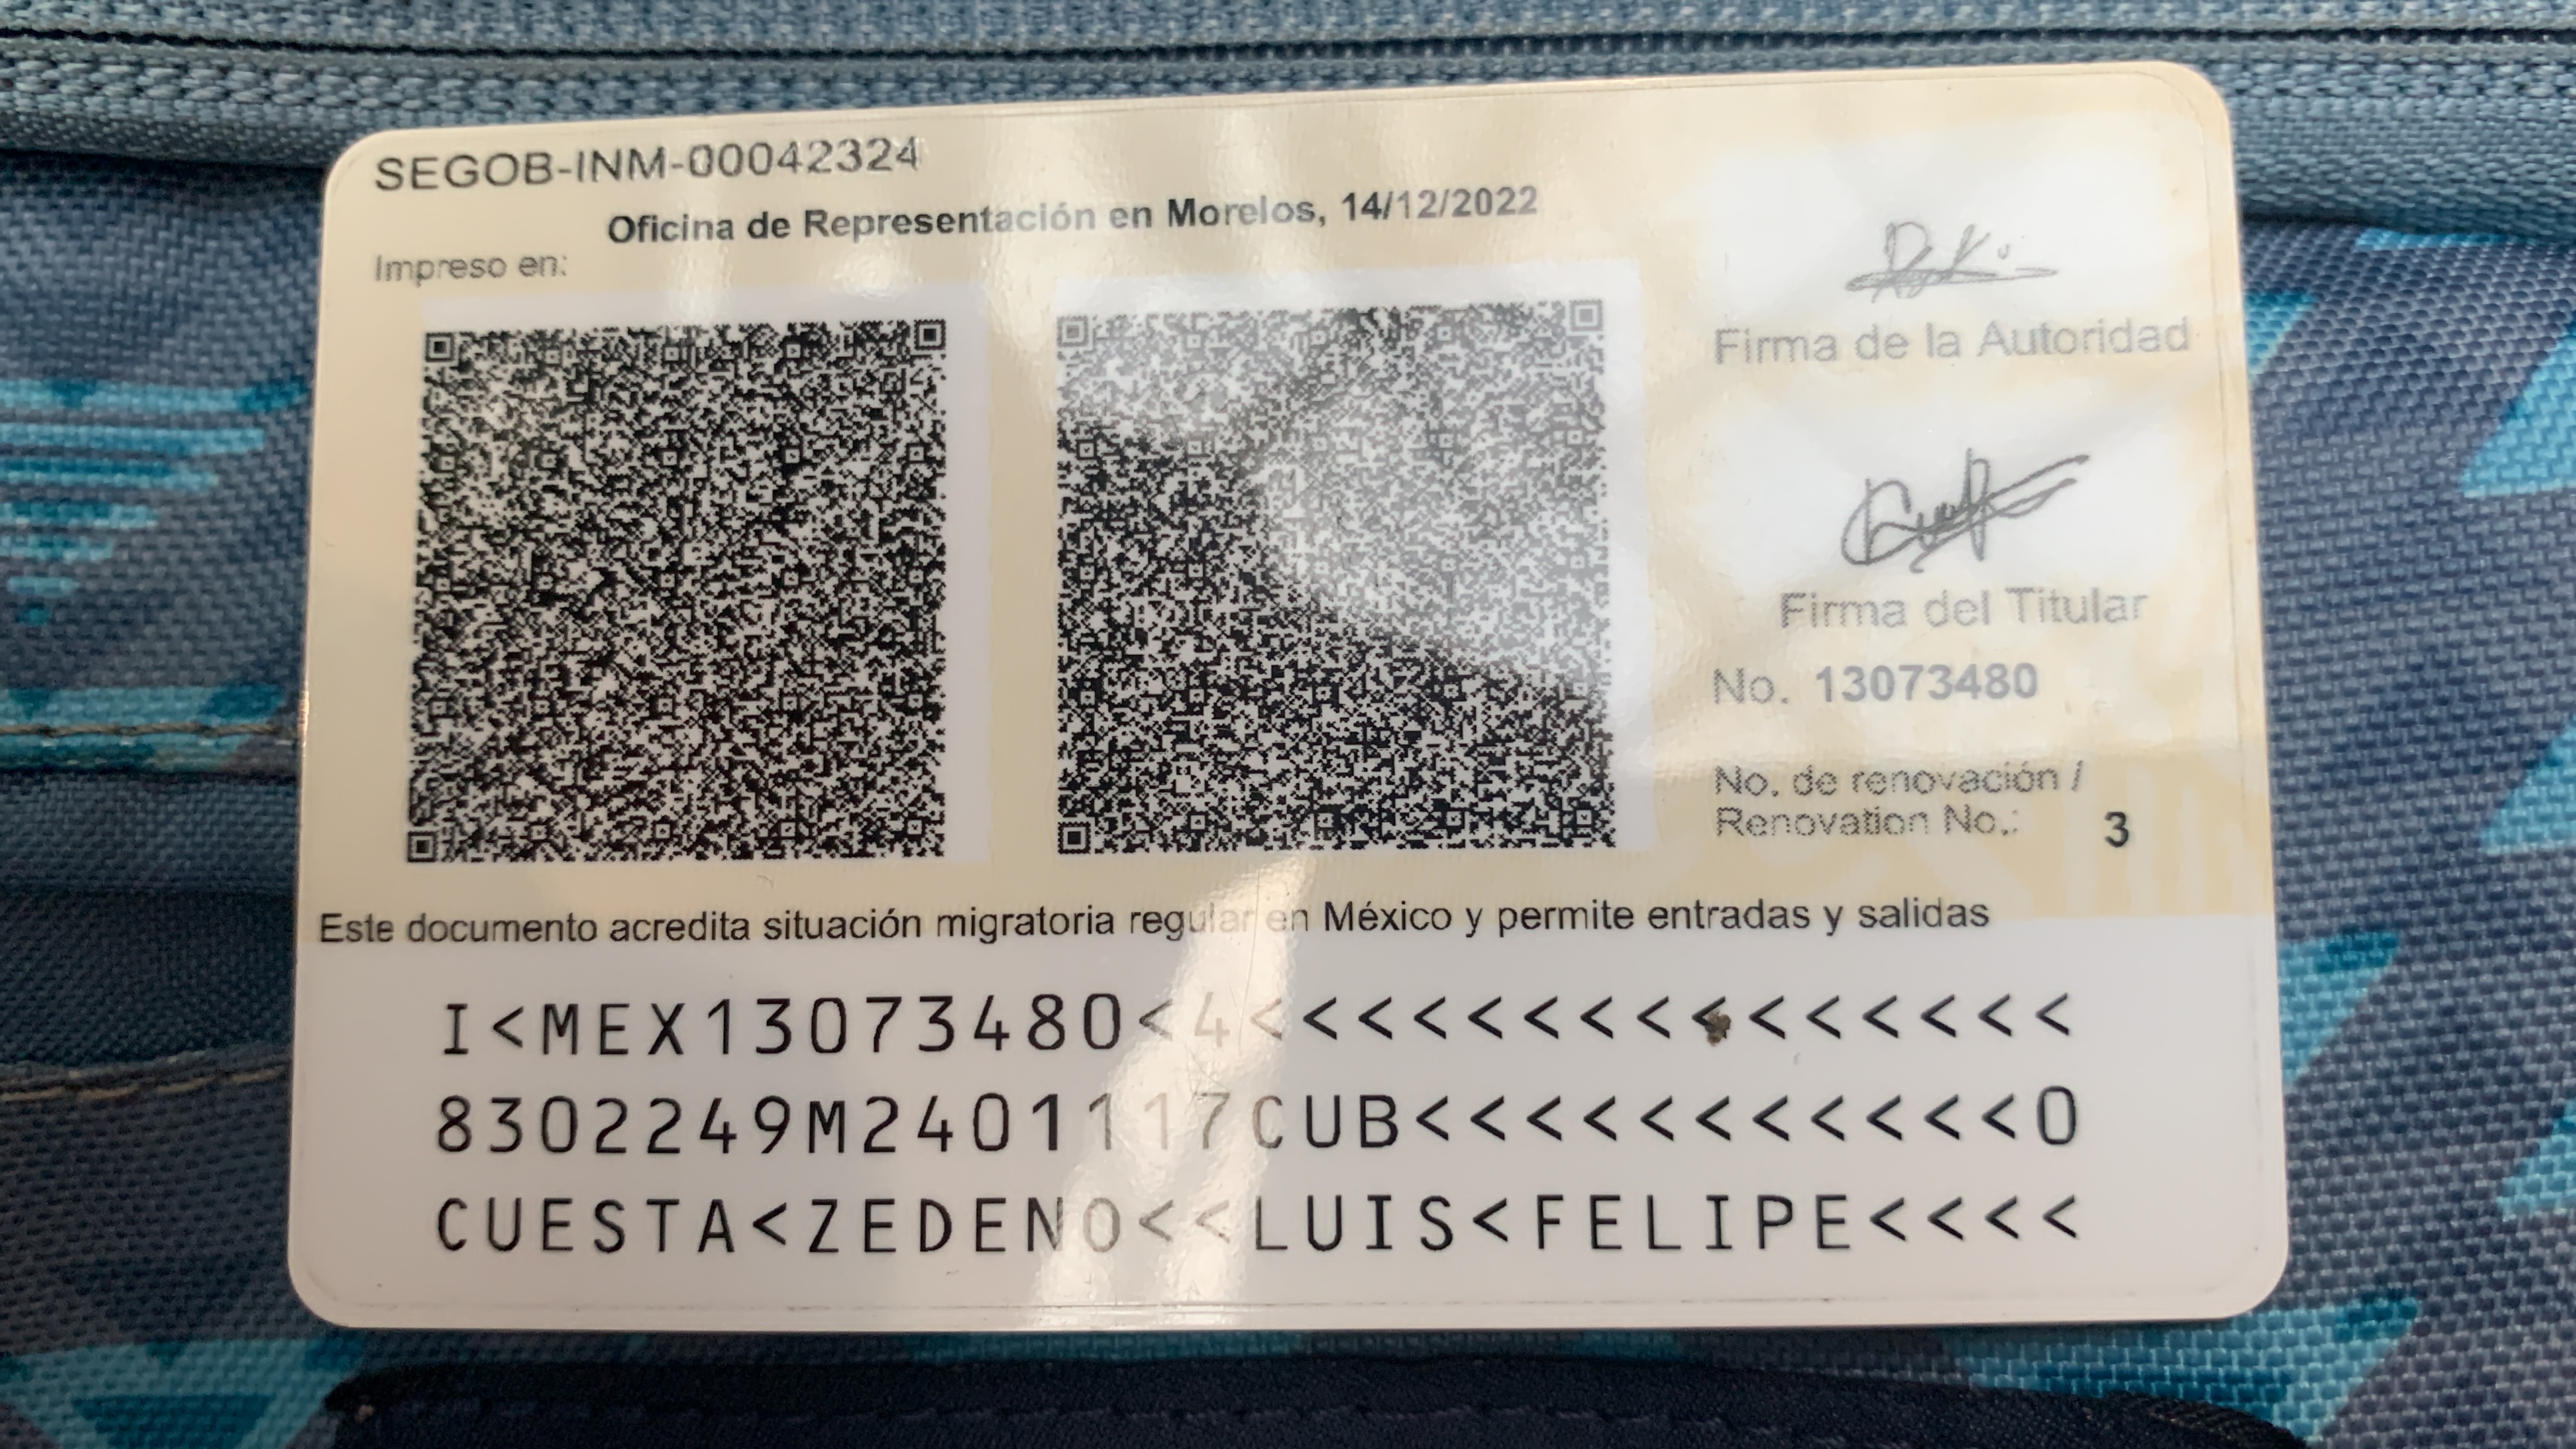 SEGOB-INM-00042324
Oficina de Representación en Morelos, 14/12/2022
Impreso en:
Firma de la Autoridad
Firma del Titular
No. 13073480
No. de renovación /
Renovation No.: 3
Este documento acredita situación migratoria regular en México y permite entradas y salidas
I<MEX13073480<4<<<<<<<<<<<<<<<
8302249M2401117CUB<<<<<<<<<<<0
CUESTA<ZEDENO<<LUIS<FELIPE<<<<